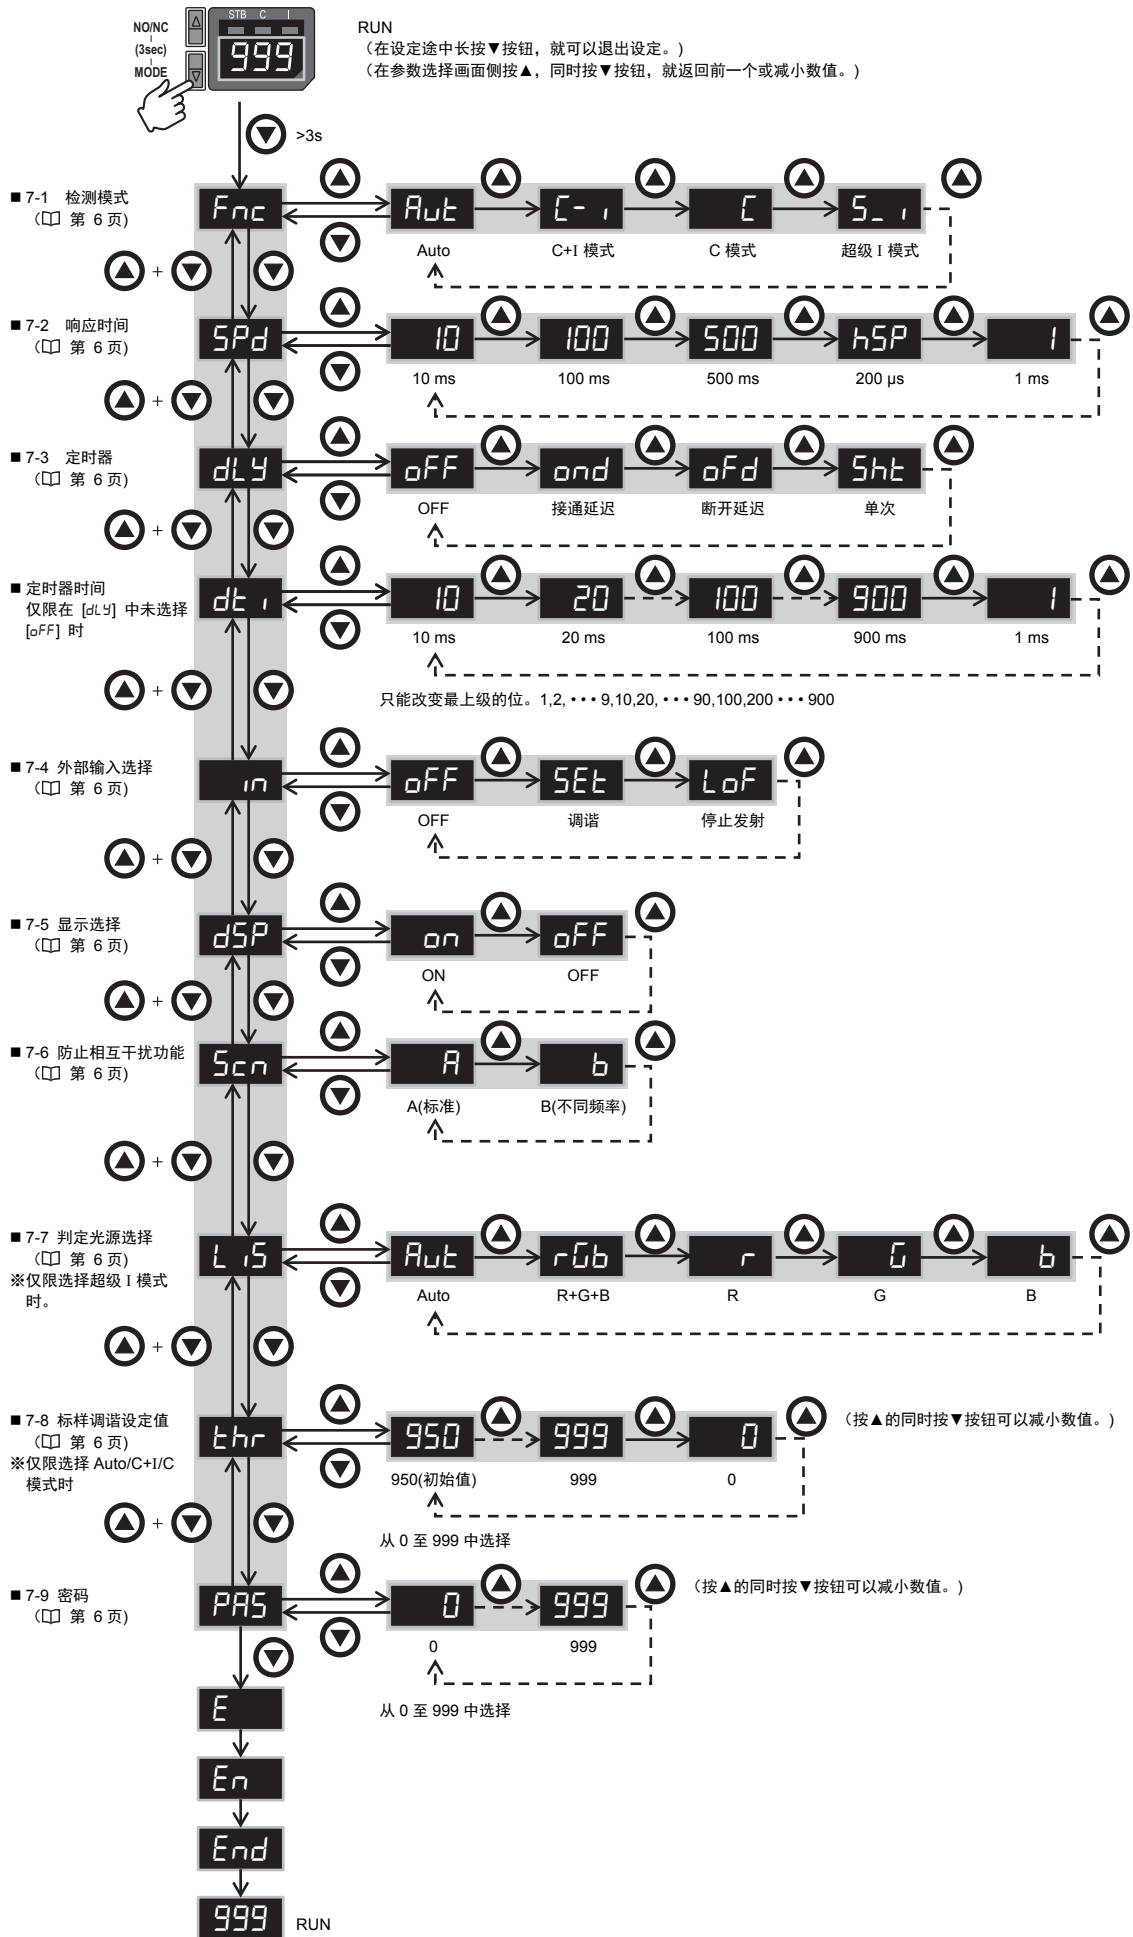 NO/NC
(3sec)
MODE
STB C I
999
RUN
（在设定途中长按▼按钮，就可以退出设定。)
（在参数选择画面侧按▲，同时按▼按钮，就返回前一个或减小数值。)
>3s
■ 7-1 检测模式
（ 第 6 页)
Fnc
Aut
C-i
C
S_i
Auto
C+I 模式
C 模式
超级 I 模式
+
■ 7-2 响应时间
（ 第 6 页)
SPd
10
100
500
hSP
1
10 ms
100 ms
500 ms
200 µs
1 ms
+
■ 7-3 定时器
（ 第 6 页)
dLY
oFF
ond
oFd
Sht
OFF
接通延迟
断开延迟
单次
+
■ 定时器时间
仅限在 [dLY] 中未选择
[oFF] 时
dti
10
20
100
900
1
10 ms
20 ms
100 ms
900 ms
1 ms
只能改变最上级的位。1,2, ・・・ 9,10,20, ・・・ 90,100,200 ・・・ 900
+
■ 7-4 外部输入选择
（ 第 6 页)
in
oFF
SEt
LoF
OFF
调谐
停止发射
+
■ 7-5 显示选择
（ 第 6 页)
dSP
on
oFF
ON
OFF
+
■ 7-6 防止相互干扰功能
（ 第 6 页)
Scn
A
b
A(标准)
B(不同频率)
+
■ 7-7 判定光源选择
（ 第 6 页)
※仅限选择超级 I 模式
时。
LiS
Aut
rGb
r
G
b
Auto
R+G+B
R
G
B
+
■ 7-8 标样调谐设定值
（ 第 6 页)
※仅限选择 Auto/C+I/C
模式时
thr
950
999
0
（按▲的同时按▼按钮可以减小数值。)
950(初始值)
999
0
从 0 至 999 中选择
+
■ 7-9 密码
（ 第 6 页)
PAS
0
999
（按▲的同时按▼按钮可以减小数值。)
0
999
从 0 至 999 中选择
E
En
End
999
RUN